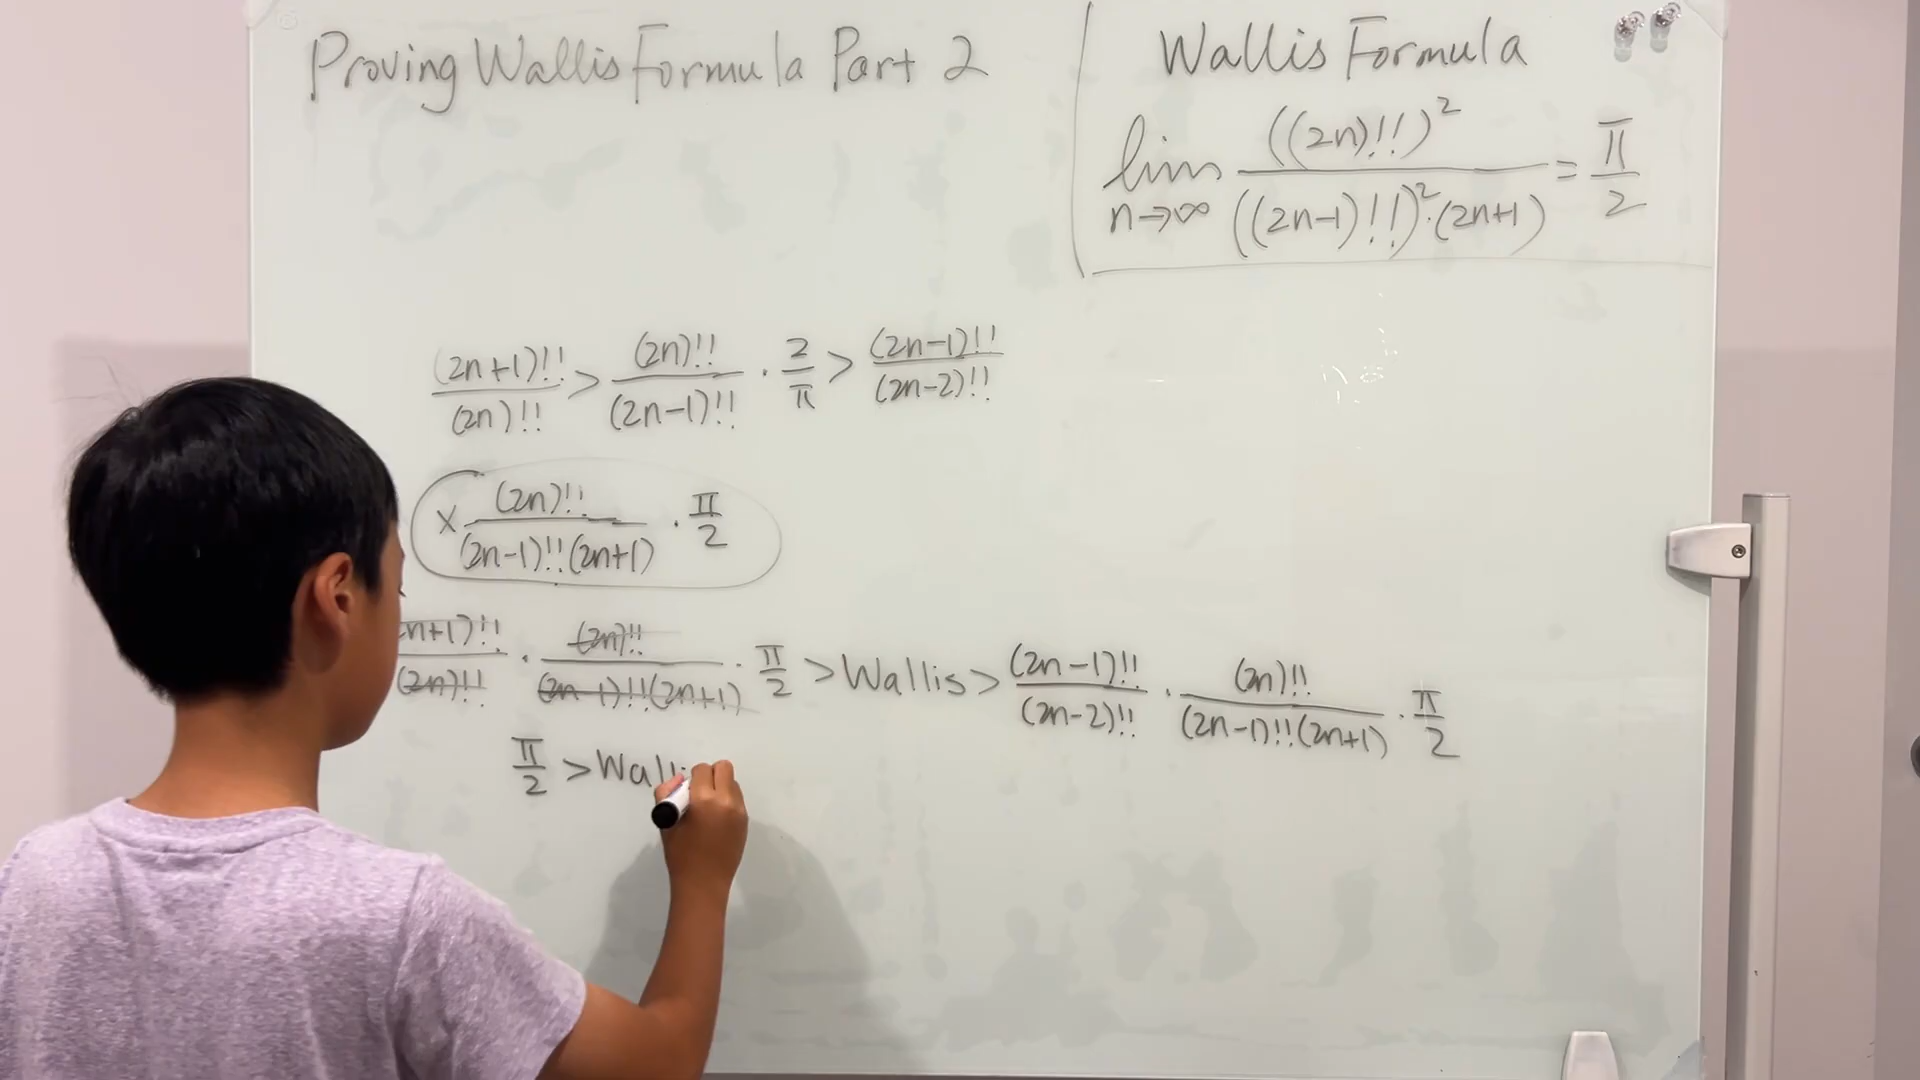 Proving Wallis Formula Part 2
Wallis Formula
lim n→∞ ((2n)!!)² / ((2n-1)!!)²·(2n+1) = π/2
(2n+1)!!/(2n)!! > (2n)!!/(2n-1)!! · 2/π > (2n-1)!!/(2n-2)!!
× (2n)!!/(2n-1)!!(2n+1) · π/2
n+1)!!/(2n)!! · (2n)!!/(2n-1)!!(2n+1) · π/2 > Wallis > (2n-1)!!/(2n-2)!! · (2n)!!/(2n-1)!!(2n+1) · π/2
π/2 > Walli